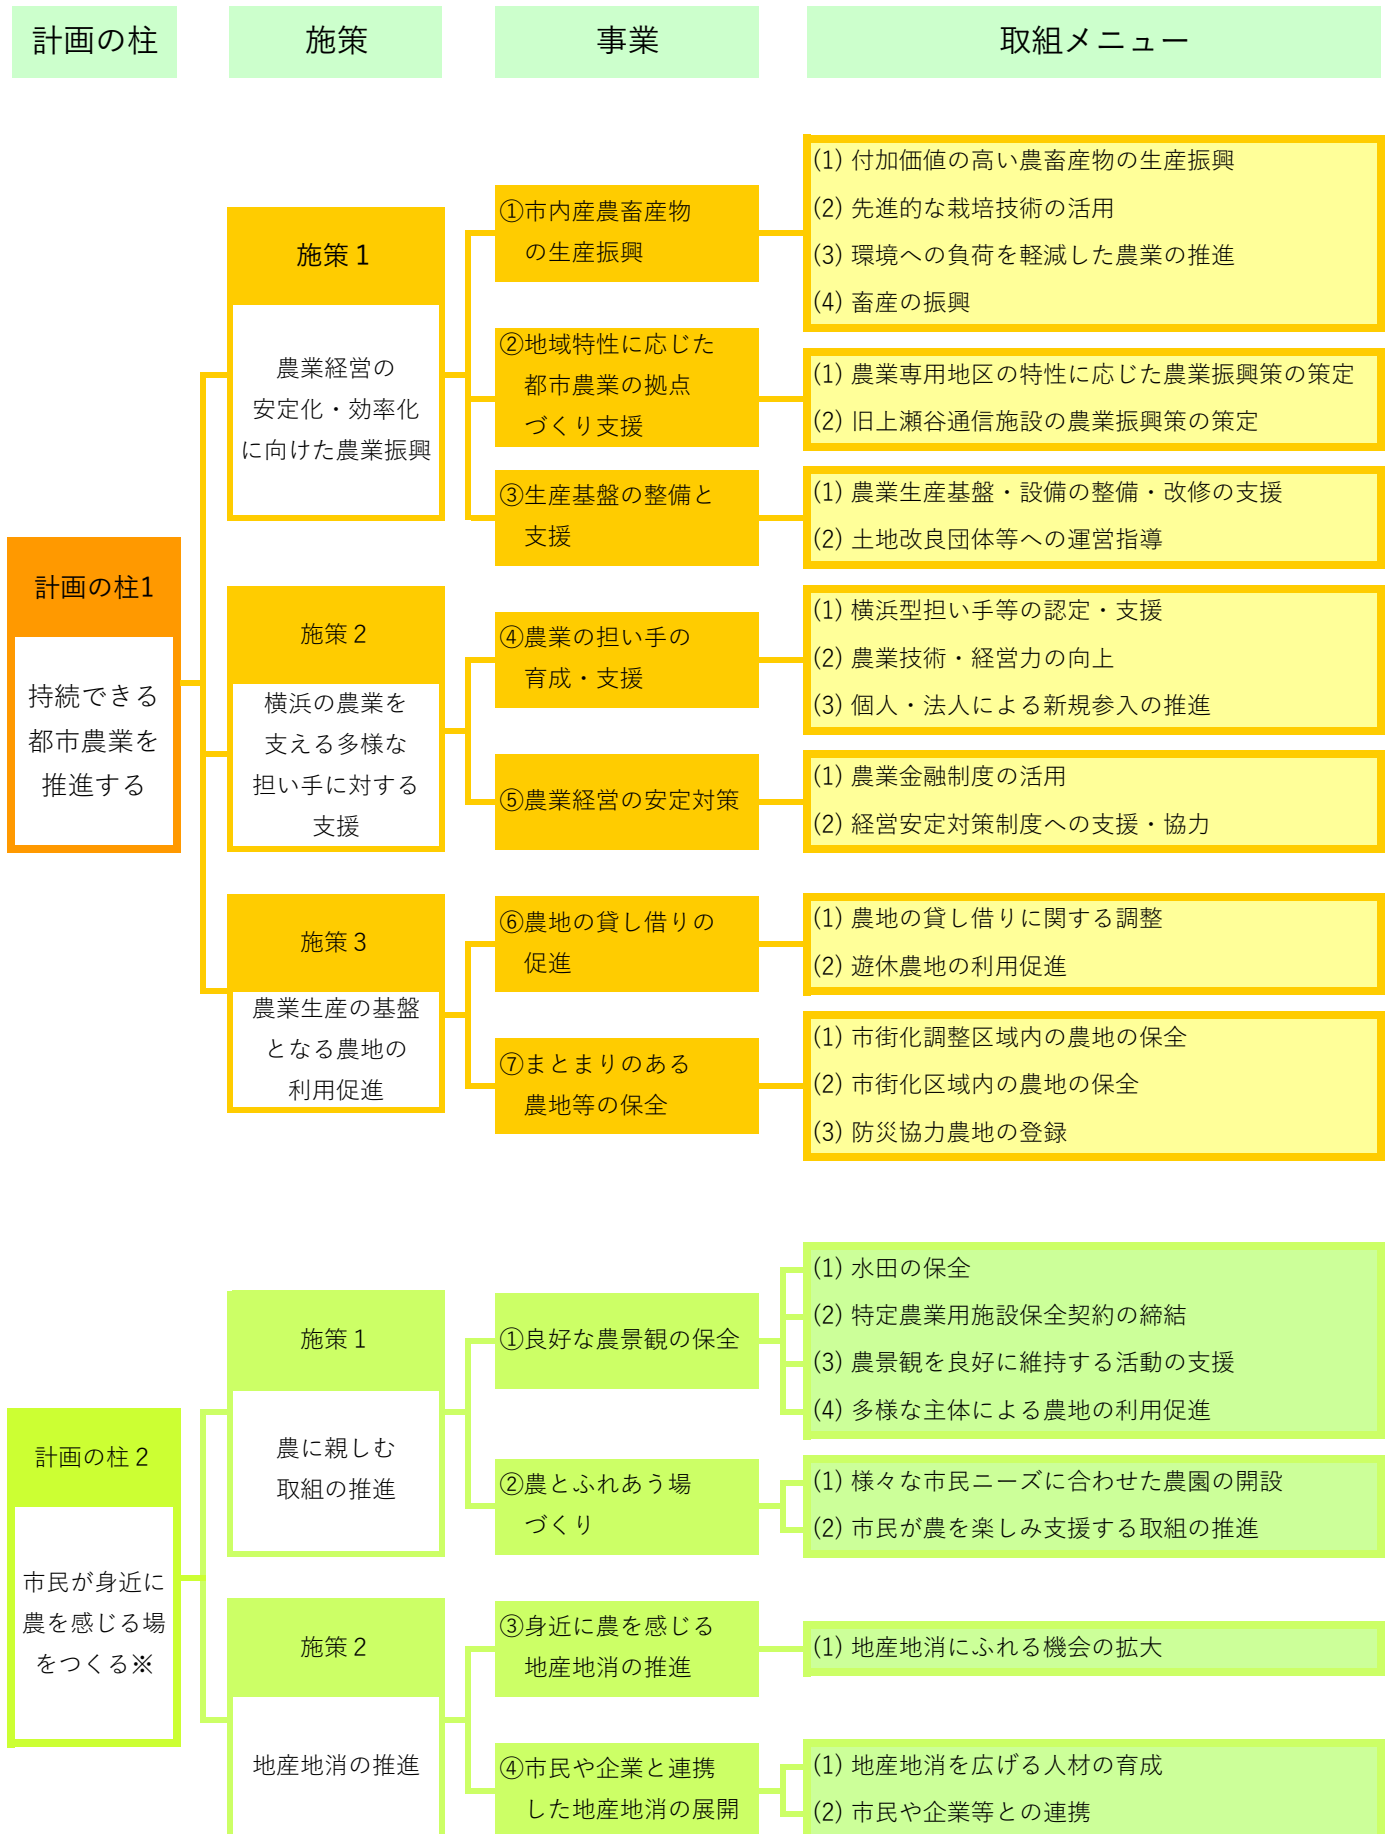 計画の柱
施策
事業
取組メニュー
計画の柱1
持続できる
都市農業を
推進する
施策1
農業経営の
安定化・効率化
に向けた農業振興
①市内産農畜産物
の生産振興
(1) 付加価値の高い農畜産物の生産振興
(2) 先進的な栽培技術の活用
(3) 環境への負荷を軽減した農業の推進
(4) 畜産の振興
②地域特性に応じた
都市農業の拠点
づくり支援
(1) 農業専用地区の特性に応じた農業振興策の策定
(2) 旧上瀬谷通信施設の農業振興策の策定
③生産基盤の整備と
支援
(1) 農業生産基盤・設備の整備・改修の支援
(2) 土地改良団体等への運営指導
施策2
横浜の農業を
支える多様な
担い手に対する
支援
④農業の担い手の
育成・支援
(1) 横浜型担い手等の認定・支援
(2) 農業技術・経営力の向上
(3) 個人・法人による新規参入の推進
⑤農業経営の安定対策
(1) 農業金融制度の活用
(2) 経営安定対策制度への支援・協力
施策3
農業生産の基盤
となる農地の
利用促進
⑥農地の貸し借りの
促進
(1) 農地の貸し借りに関する調整
(2) 遊休農地の利用促進
⑦まとまりのある
農地等の保全
(1) 市街化調整区域内の農地の保全
(2) 市街化区域内の農地の保全
(3) 防災協力農地の登録
計画の柱2
市民が身近に
農を感じる場
をつくる※
施策1
農に親しむ
取組の推進
①良好な農景観の保全
(1) 水田の保全
(2) 特定農業用施設保全契約の締結
(3) 農景観を良好に維持する活動の支援
(4) 多様な主体による農地の利用促進
②農とふれあう場
づくり
(1) 様々な市民ニーズに合わせた農園の開設
(2) 市民が農を楽しみ支援する取組の推進
施策2
地産地消の推進
③身近に農を感じる
地産地消の推進
(1) 地産地消にふれる機会の拡大
④市民や企業と連携
した地産地消の展開
(1) 地産地消を広げる人材の育成
(2) 市民や企業等との連携